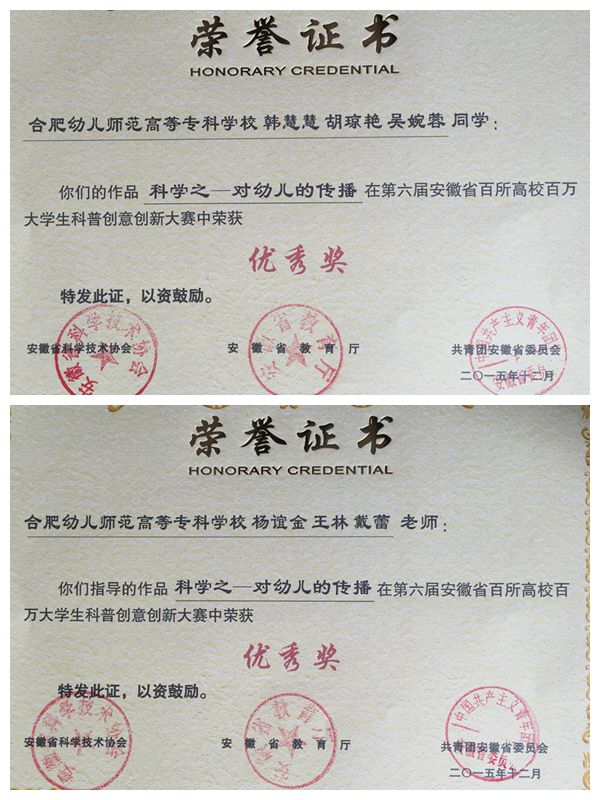 荣誉证书
HONORARY CREDENTIAL
合肥幼儿师范高等专科学校 韩慧慧 胡琼艳 吴婉蓉 同学：
你们的作品 科学之一对幼儿的传播 在第六届安徽省百所高校百万
大学生科普创意创新大赛中荣获
优秀奖
特发此证，以资鼓励。
安徽省科学技术协会 安徽省教育厅 共青团安徽省委员会
二〇一五年十二月
荣誉证书
HONORARY CREDENTIAL
合肥幼儿师范高等专科学校 杨谊金 王林 戴蕾 老师：
你们指导的作品 科学之一对幼儿的传播 在第六届安徽省百所高校百
万大学生科普创意创新大赛中荣获
优秀奖
特发此证，以资鼓励。
安徽省科学技术协会 安徽省教育厅 共青团安徽省委员会
二〇一五年十二月